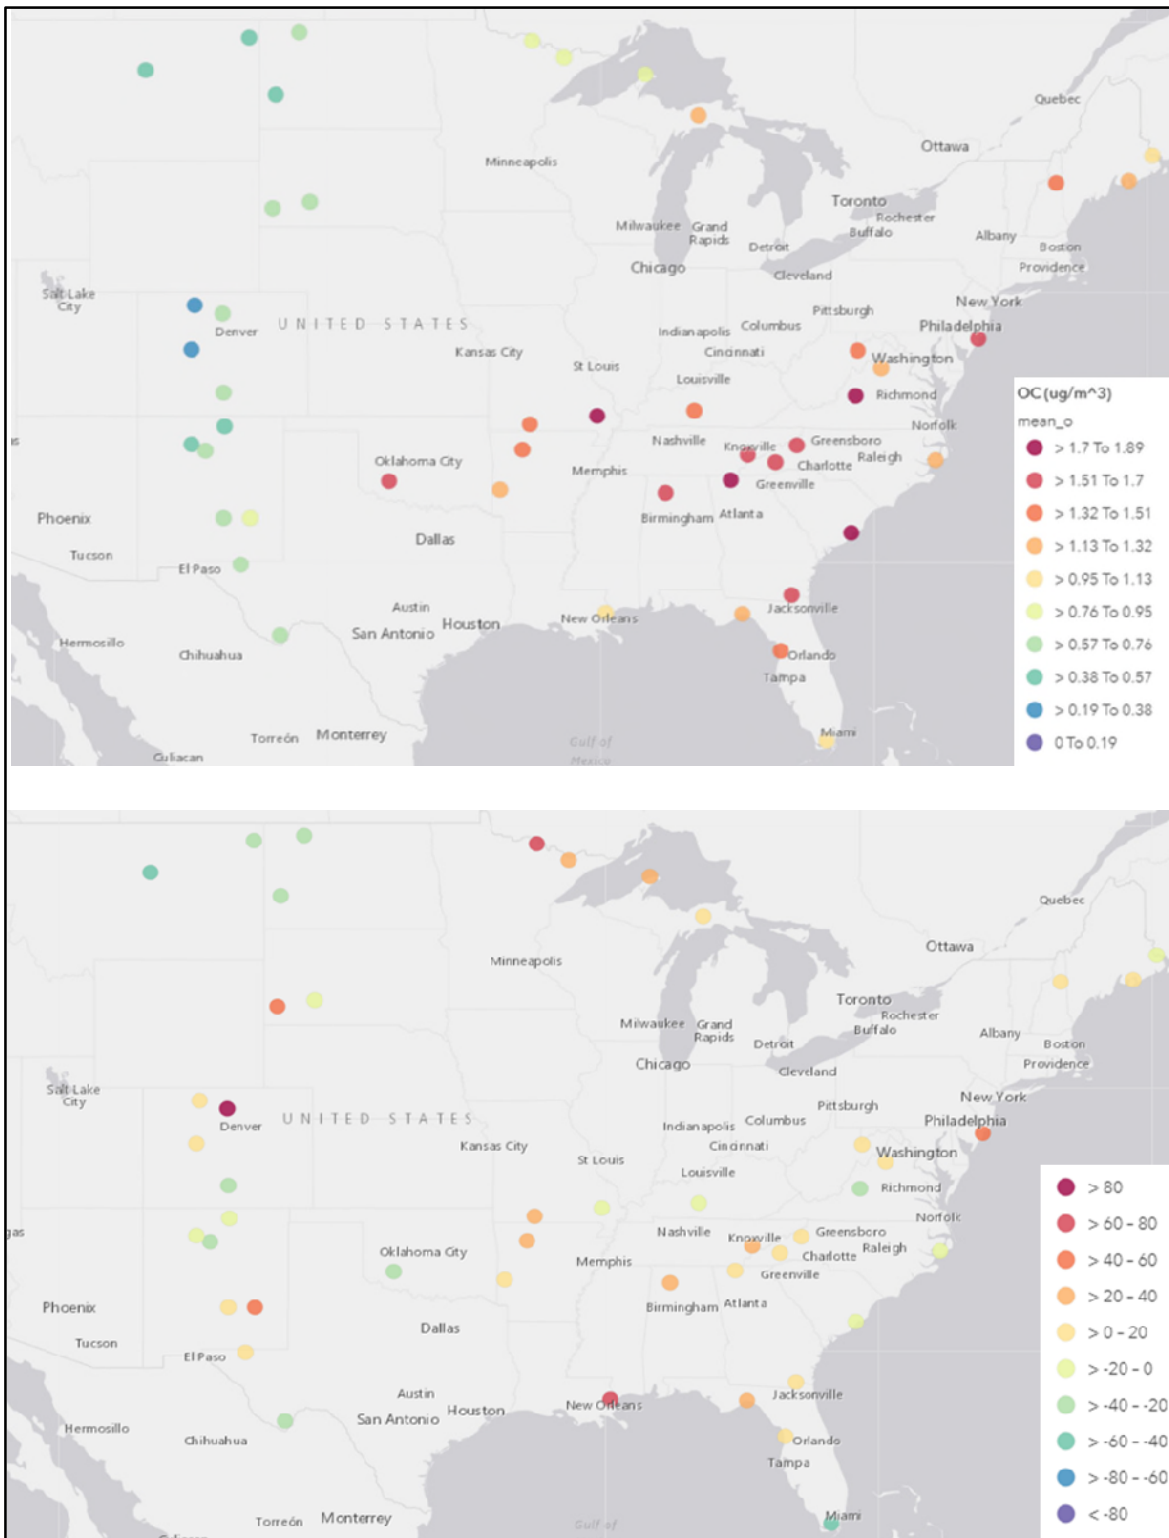 Quebec
Ottawa
Minneapolis
Toronto
Rochester
Milwaukee Grand Rapids
Buffalo
Albany
Detroit
Boston
Chicago
Cleveland
Providence
Salt Lake City
New York
Pittsburgh
UNITED STATES
Denver
Indianapolis
Columbus
Philadelphia
Kansas City
Cincinnati
Washington
St Louis
Louisville
Richmond
Norfolk
as
Nashville
Knoxville
Greensboro
Oklahoma City
Charlotte
Raleigh
Memphis
Greenville
Phoenix
Birmingham
Atlanta
Tucson
Dallas
El Paso
Austin
Jacksonville
Houston
New Orleans
San Antonio
Hermosillo
Chihuahua
Orlando
Tampa
Torreón
Monterrey
Miami
Gulf of
Mexico
Culiacan
OC(ug/m^3)
mean_o
> 1.7 To 1.89
> 1.51 To 1.7
> 1.32 To 1.51
> 1.13 To 1.32
> 0.95 To 1.13
> 0.76 To 0.95
> 0.57 To 0.76
> 0.38 To 0.57
> 0.19 To 0.38
0 To 0.19
Quebec
Ottawa
Minneapolis
Toronto
Rochester
Milwaukee Grand Rapids
Buffalo
Albany
Detroit
Boston
Chicago
Cleveland
Providence
Salt Lake City
New York
Pittsburgh
UNITED STATES
Denver
Indianapolis
Columbus
Philadelphia
Kansas City
Cincinnati
Washington
St Louis
Louisville
Richmond
Norfolk
gas
Nashville
Knoxville
Greensboro
Oklahoma City
Charlotte
Raleigh
Memphis
Greenville
Phoenix
Birmingham
Atlanta
Tucson
Dallas
El Paso
Austin
Jacksonville
Houston
New Orleans
San Antonio
Hermosillo
Chihuahua
Orlando
Tampa
Torreón
Monterrey
Miami
Gulf of
> 80
> 60 - 80
> 40 - 60
> 20 - 40
> 0 - 20
> -20 - 0
> -40 - -20
> -60 - -40
> -80 - -60
< -80